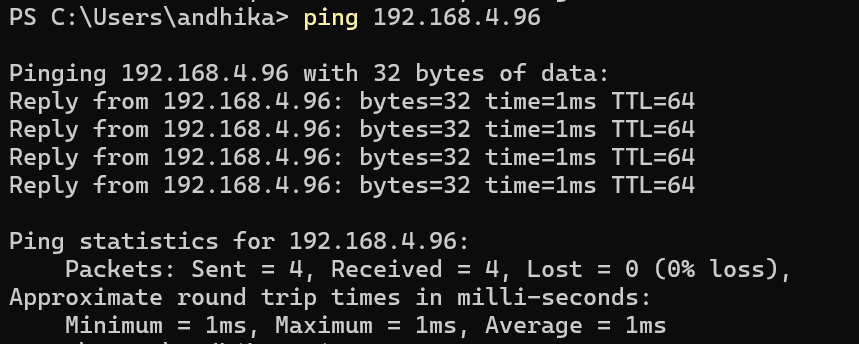 PS C:\Users\andhika> ping 192.168.4.96
Pinging 192.168.4.96 with 32 bytes of data:
Reply from 192.168.4.96: bytes=32 time=1ms TTL=64
Reply from 192.168.4.96: bytes=32 time=1ms TTL=64
Reply from 192.168.4.96: bytes=32 time=1ms TTL=64
Reply from 192.168.4.96: bytes=32 time=1ms TTL=64
Ping statistics for 192.168.4.96:
    Packets: Sent = 4, Received = 4, Lost = 0 (0% loss),
Approximate round trip times in milli-seconds:
    Minimum = 1ms, Maximum = 1ms, Average = 1ms